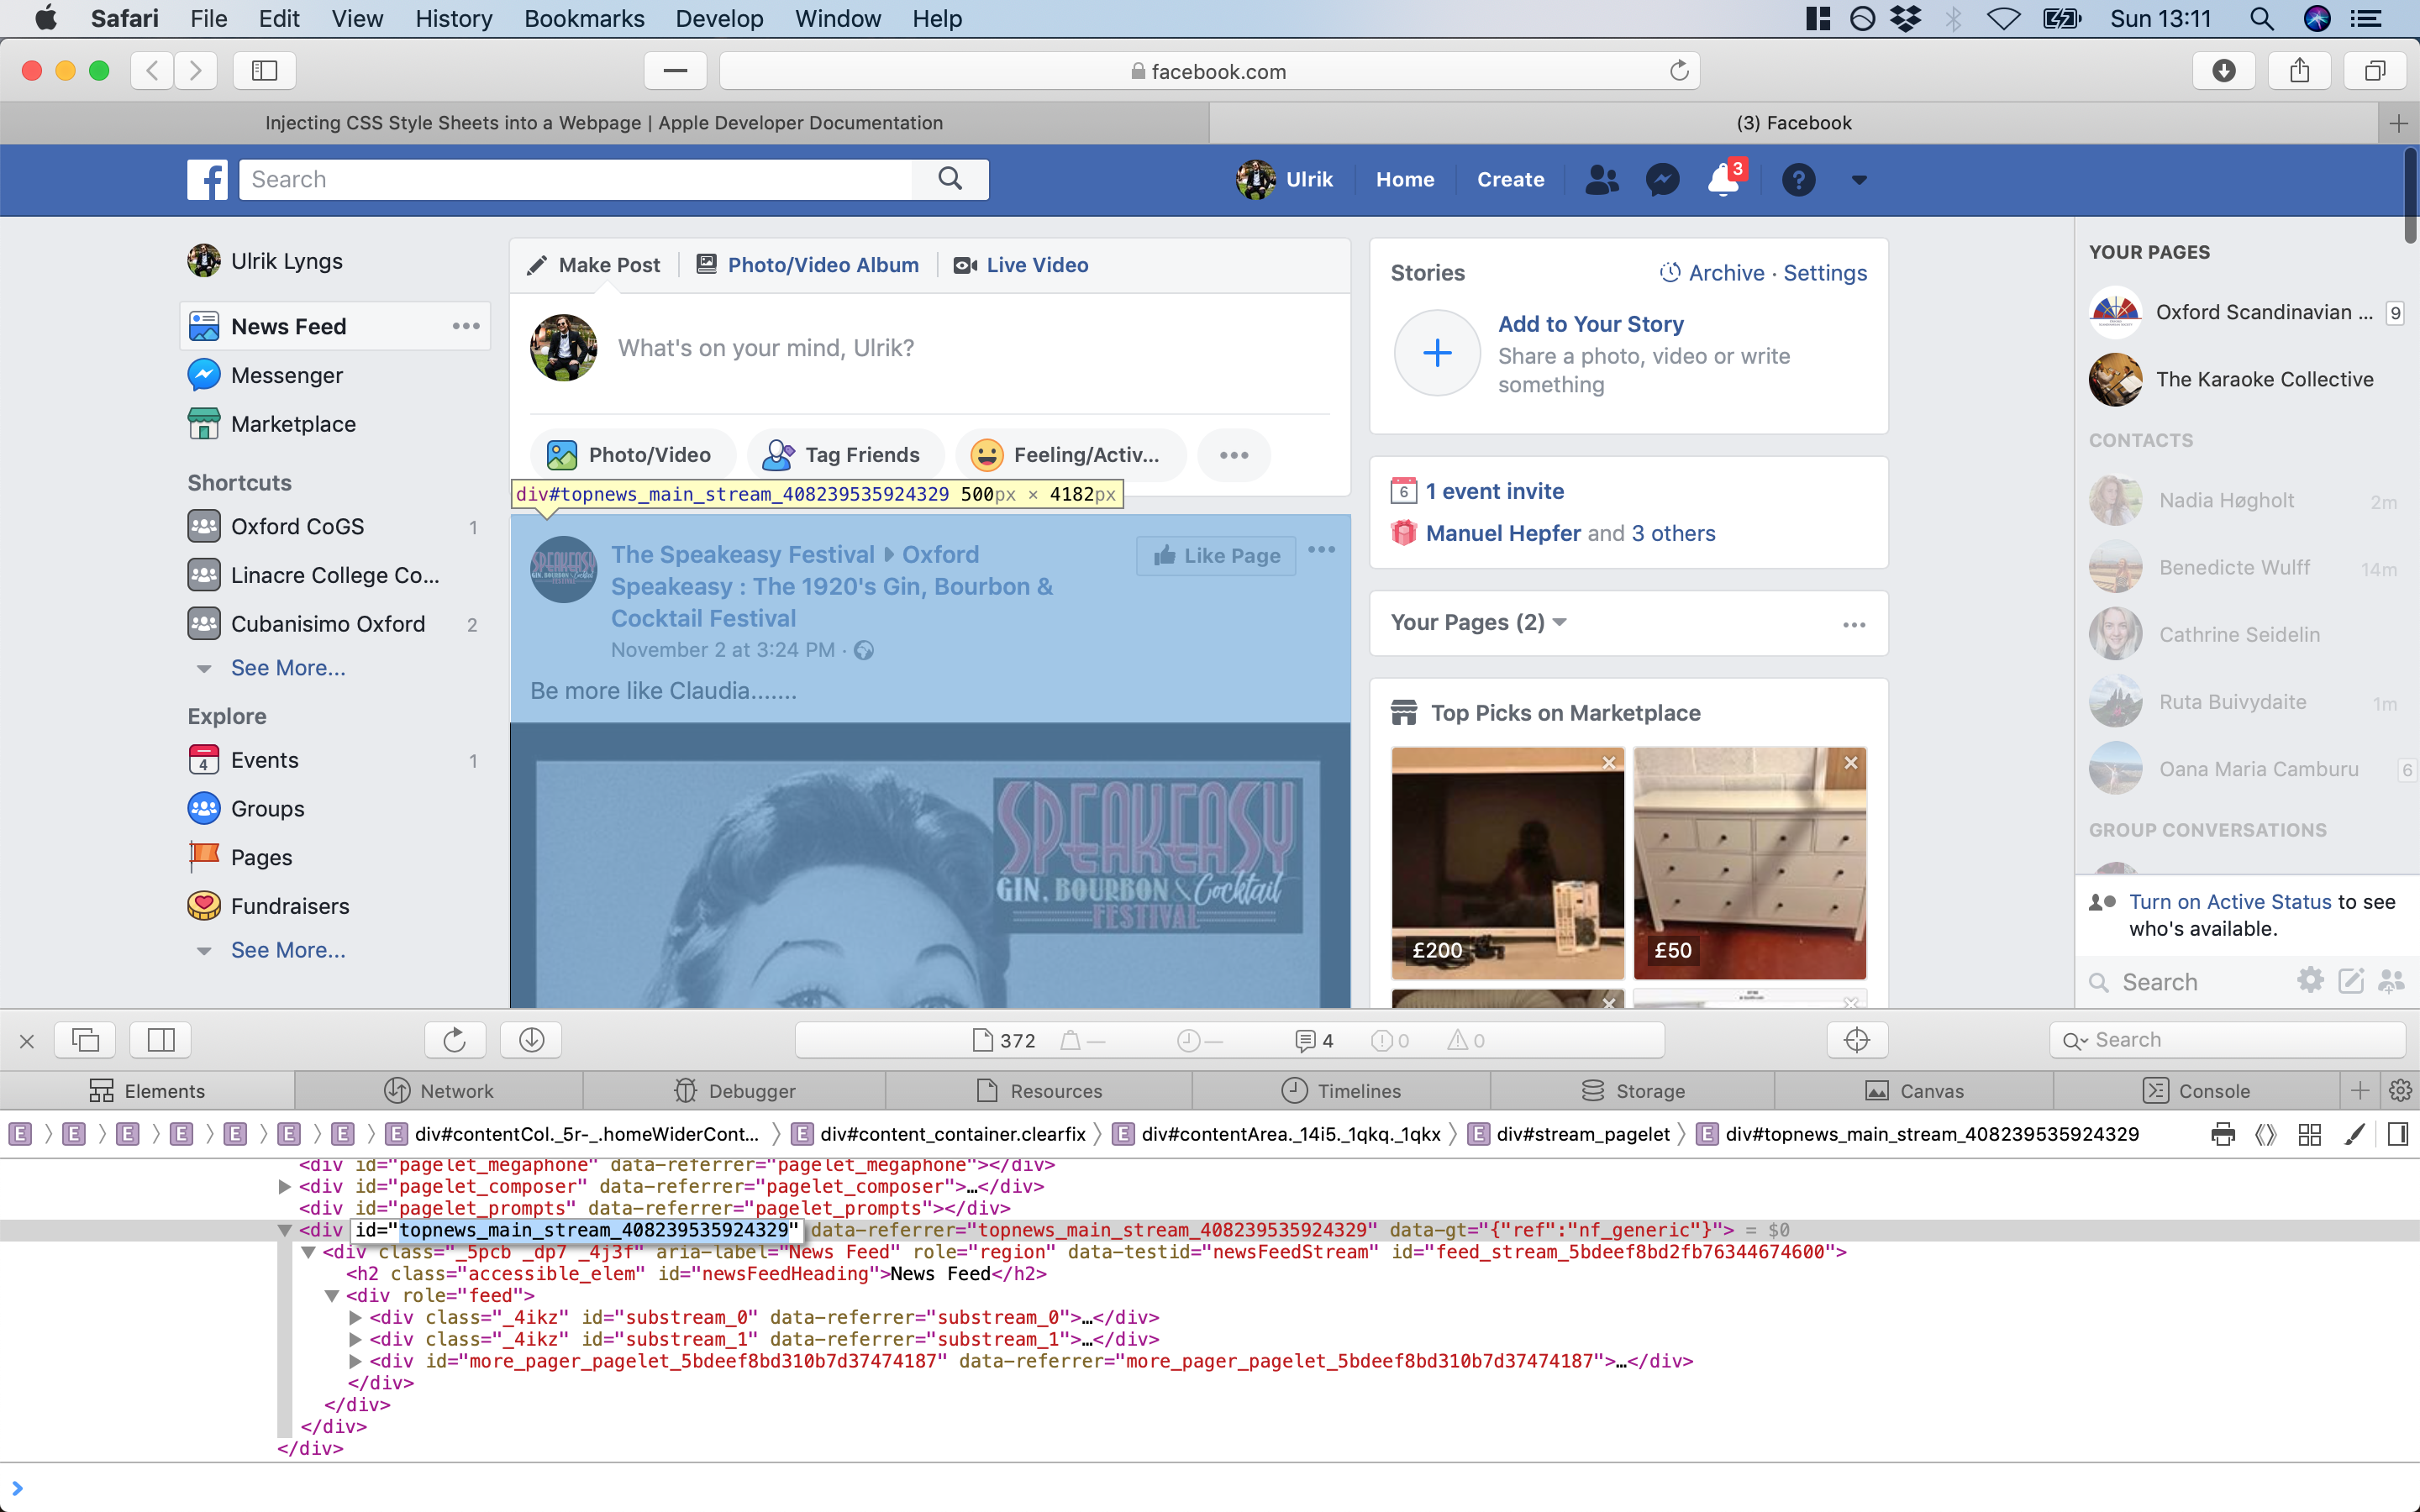 Safari File Edit View History Bookmarks Develop Window Help Sun 13:11
facebook.com
Injecting CSS Style Sheets into a Webpage | Apple Developer Documentation
(3) Facebook
Search
Ulrik Home Create 3
Ulrik Lyngs
News Feed
Messenger
Marketplace
Shortcuts
Oxford CoGS 1
Linacre College Co...
Cubanisimo Oxford 2
See More...
Explore
4 Events 1
Groups
Pages
Fundraisers
See More...
Make Post Photo/Video Album Live Video
What's on your mind, Ulrik?
Photo/Video Tag Friends Feeling/Activ...
div#topnews_main_stream_408239535924329 500px × 4182px
The Speakeasy Festival ▸ Oxford
Speakeasy : The 1920's Gin, Bourbon &
Cocktail Festival
Like Page
November 2 at 3:24 PM ·
Be more like Claudia.......
SPEAKEASY
GIN, BOURBON & Cocktail
FESTIVAL
Stories Archive · Settings
Add to Your Story
Share a photo, video or write
something
6 1 event invite
Manuel Hepfer and 3 others
Your Pages (2)
Top Picks on Marketplace
£200 £50
YOUR PAGES
Oxford Scandinavian ... 9
The Karaoke Collective
CONTACTS
Nadia Høgholt 2m
Benedicte Wulff 14m
Cathrine Seidelin
Ruta Buivydaite 1m
Oana Maria Camburu 6
GROUP CONVERSATIONS
Turn on Active Status to see
who's available.
Search
372 — — 4 0 0 Search
Elements Network Debugger Resources Timelines Storage Canvas Console
E E E E E E E E div#contentCol._5r-_.homeWiderCont... E div#content_container.clearfix E div#contentArea._14i5._1qkq._1qkx E div#stream_pagelet E div#topnews_main_stream_408239535924329
<div id="pagelet_megaphone" data-referrer="pagelet_megaphone"></div>
<div id="pagelet_composer" data-referrer="pagelet_composer">…</div>
<div id="pagelet_prompts" data-referrer="pagelet_prompts"></div>
<div id="topnews_main_stream_408239535924329" data-referrer="topnews_main_stream_408239535924329" data-gt="{"ref":"nf_generic"}"> = $0
<div class="_5pcb _dp7 _4j3f" aria-label="News Feed" role="region" data-testid="newsFeedStream" id="feed_stream_5bdeef8bd2fb76344674600">
<h2 class="accessible_elem" id="newsFeedHeading">News Feed</h2>
<div role="feed">
<div class="_4ikz" id="substream_0" data-referrer="substream_0">…</div>
<div class="_4ikz" id="substream_1" data-referrer="substream_1">…</div>
<div id="more_pager_pagelet_5bdeef8bd310b7d37474187" data-referrer="more_pager_pagelet_5bdeef8bd310b7d37474187">…</div>
</div>
</div>
</div>
</div>